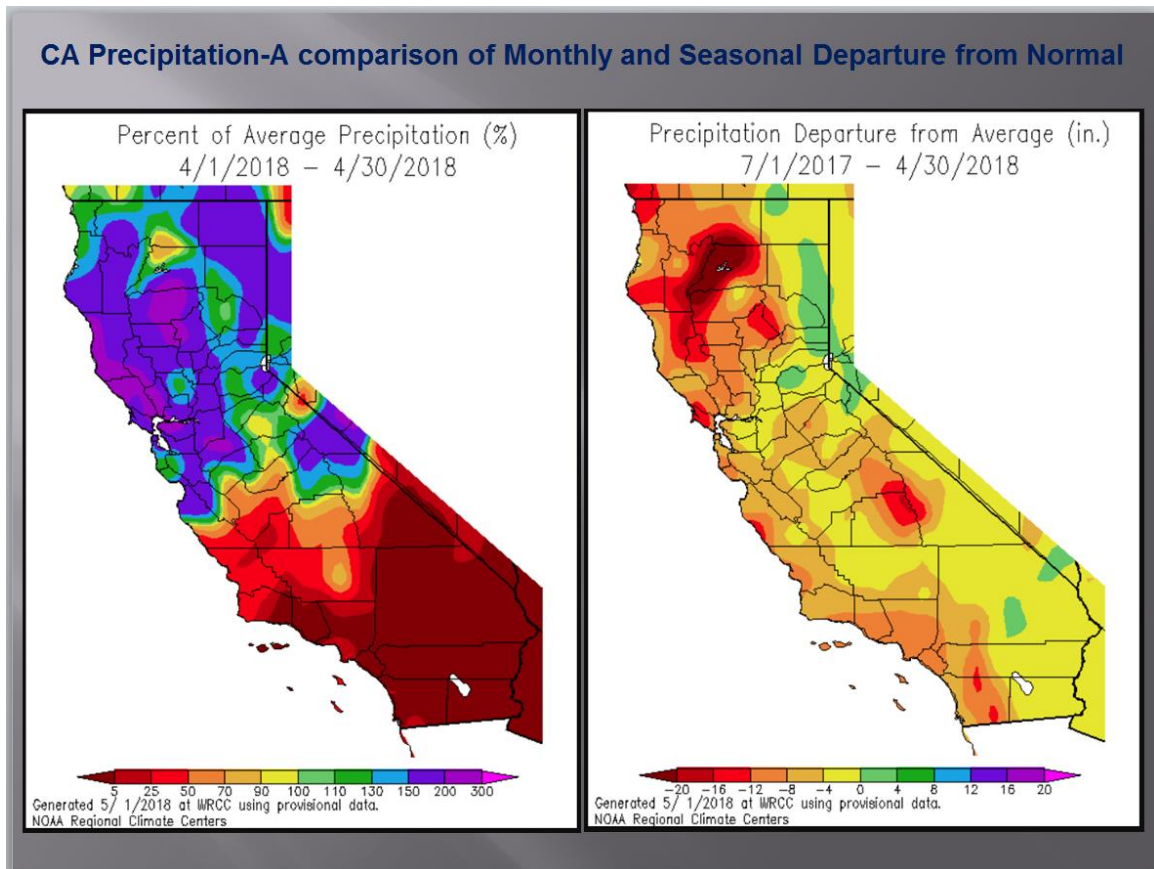 CA Precipitation-A comparison of Monthly and Seasonal Departure from Normal
Percent of Average Precipitation (%)
4/1/2018 – 4/30/2018
5 25 50 70 90 100 110 130 150 200 300
Generated 5/ 1/2018 at WRCC using provisional data.
NOAA Regional Climate Centers
Precipitation Departure from Average (in.)
7/1/2017 – 4/30/2018
-20 -16 -12 -8 -4 0 4 8 12 16 20
Generated 5/ 1/2018 at WRCC using provisional data.
NOAA Regional Climate Centers